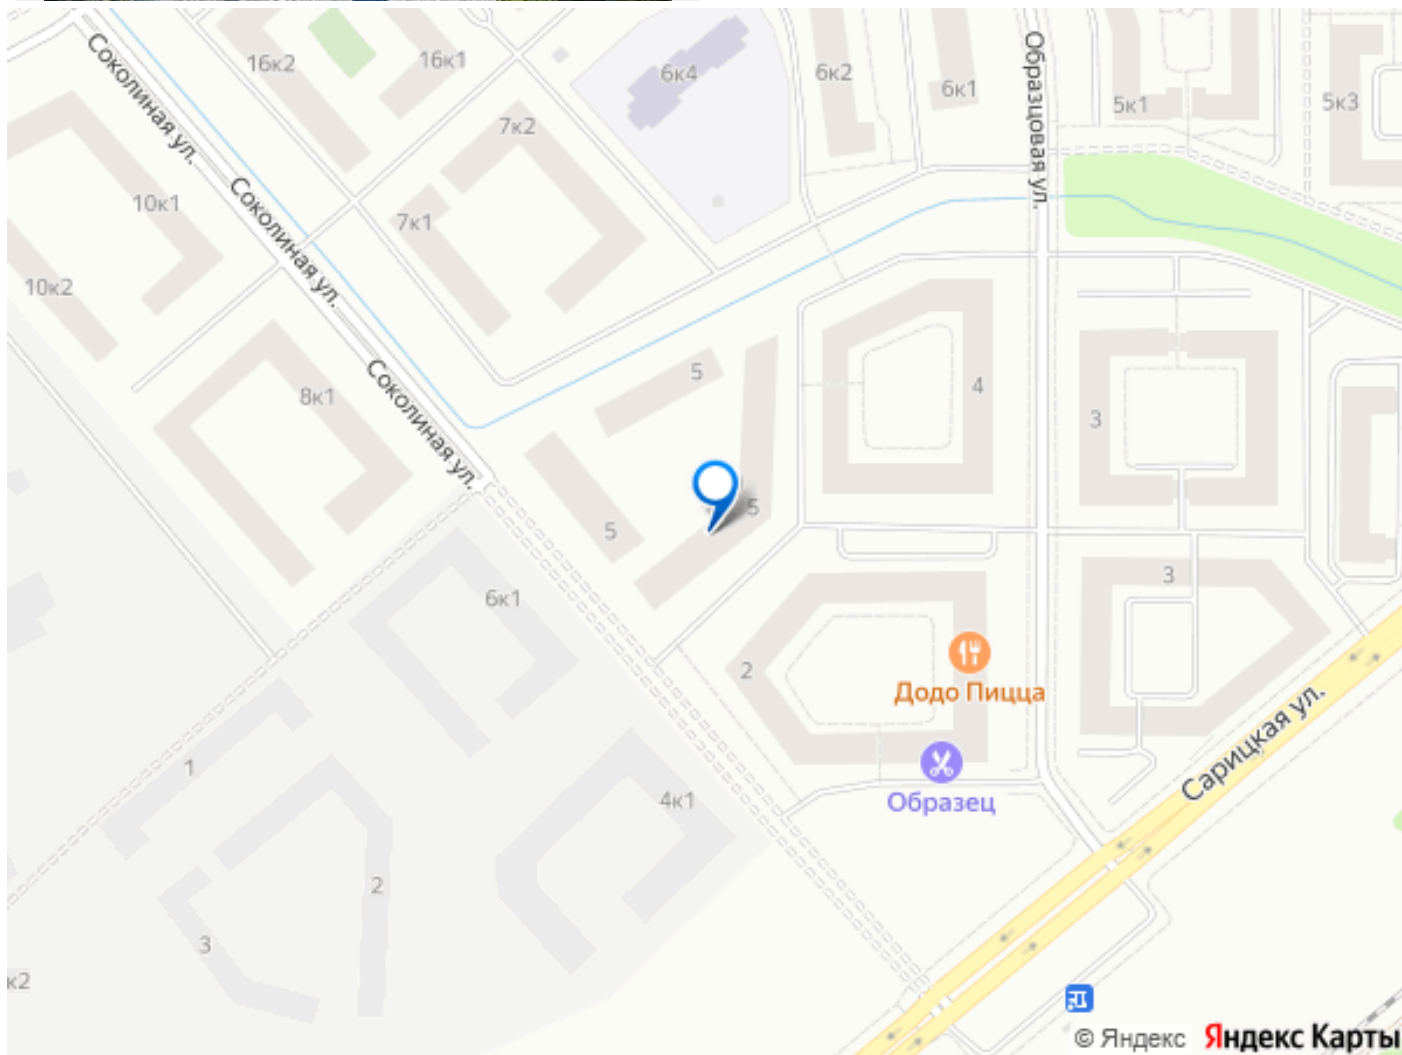 Соколиная ул.
16к2
16к1
6к4
6к2
6к1
Образцовая ул.
5к1
5к3
7к2
10к1
Соколиная ул.
7к1
10к2
8к1
Соколиная ул.
5
4
3
5
5
6к1
3
2
Додо Пицца
Сарицкая ул.
1
4к1
Образец
2
3
к2
© Яндекс Яндекс Карты